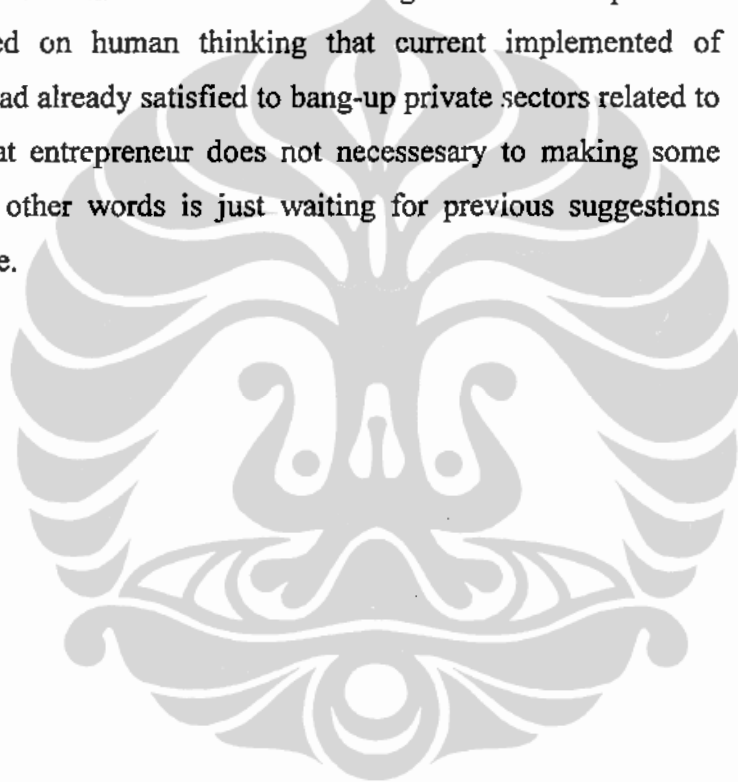 ed on human thinking that current implemented of
ad already satisfied to bang-up private sectors related to
at entrepreneur does not necessesary to making some
other words is just waiting for previous suggestions
e.